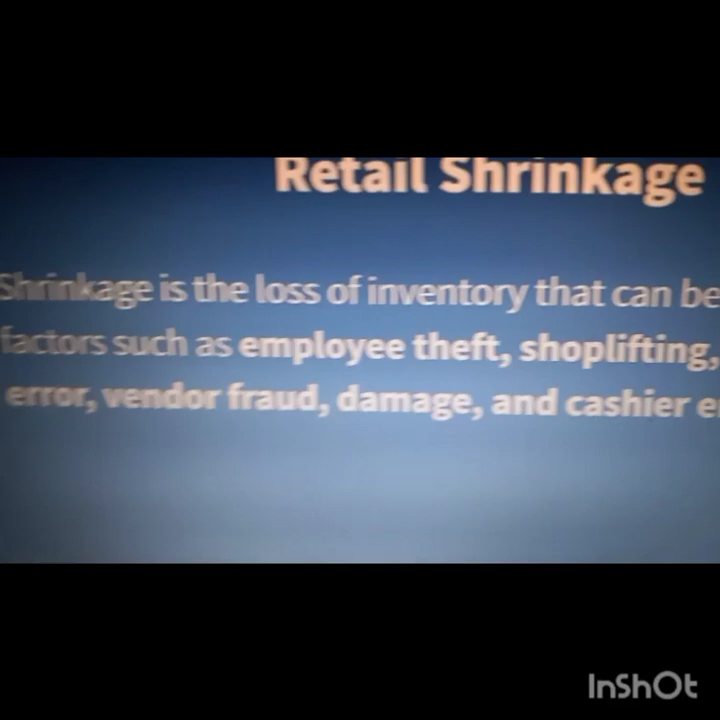 Retail Shrinkage
Shrinkage is the loss of inventory that can be
factors such as employee theft, shoplifting,
error, vendor fraud, damage, and cashier
InShOt